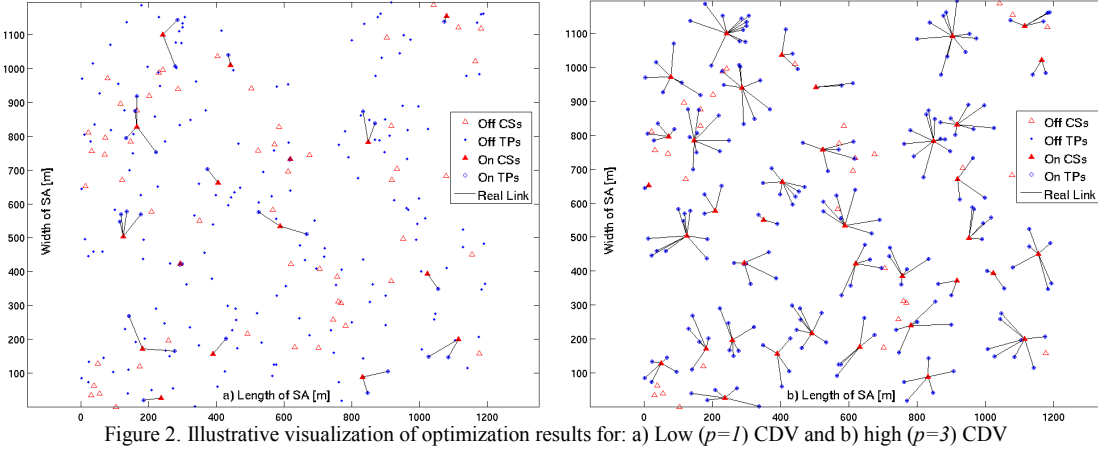 1100
1000
900
800
700
600
500
400
300
200
100
Width of SA [m]
0
200
400
600
800
1000
1200
a) Length of SA [m]
Off CSs
Off TPs
On CSs
On TPs
Real Link
1100
1000
900
800
700
600
500
400
300
200
100
Width of SA [m]
0
200
400
600
800
1000
1200
b) Length of SA [m]
Off CSs
Off TPs
On CSs
On TPs
Real Link
Figure 2. Illustrative visualization of optimization results for: a) Low (p=1) CDV and b) high (p=3) CDV